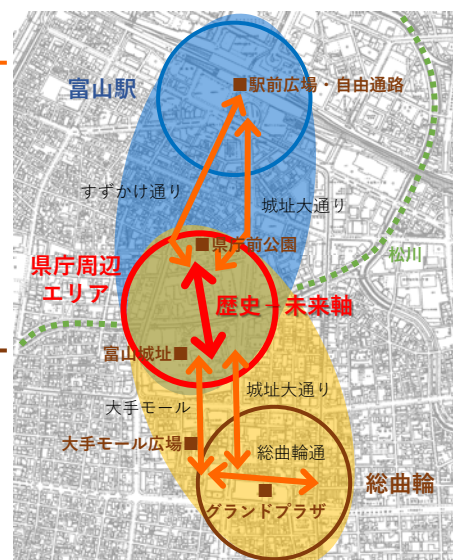 富山駅
■駅前広場・自由通路
すずかけ通り
城址大通り
■県庁前公園
松川
県庁周辺
エリア
歴史～未来軸
富山城址■
城址大通り
大手モール
大手モール広場■
総曲輪通
総曲輪
グランドプラザ